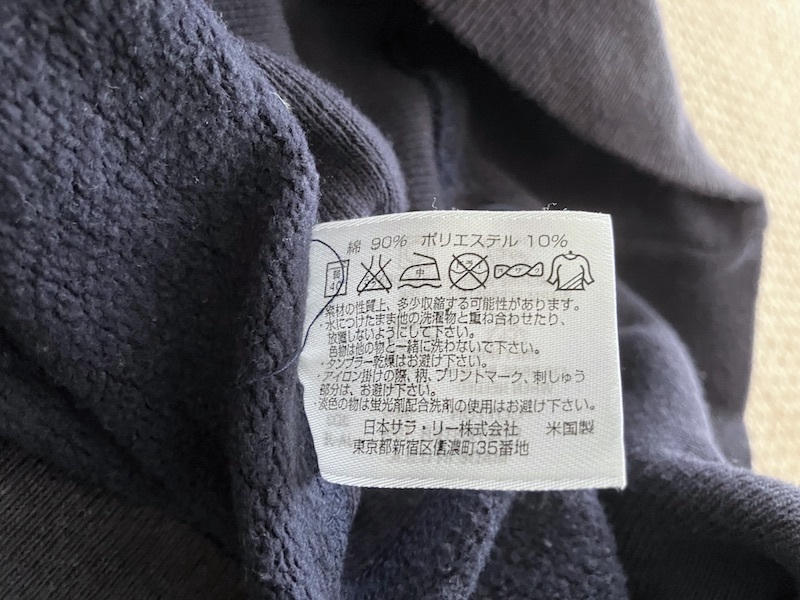 綿 90% ポリエステル 10%
弱 40 中 ドライ
素材の性質上、多少収縮する可能性があります。
・水につけたまま他の洗濯物と重ね合わせたり、
放置しないようにして下さい。
色物は他の物と一緒に洗わないで下さい。
・タンブラー乾燥はお避け下さい。
・アイロン掛けの際、柄、プリントマーク、刺しゅう
部分は、お避け下さい。
淡色の物は蛍光剤配合洗剤の使用はお避け下さい。
日本サラ・リー株式会社 米国製
東京都新宿区信濃町35番地